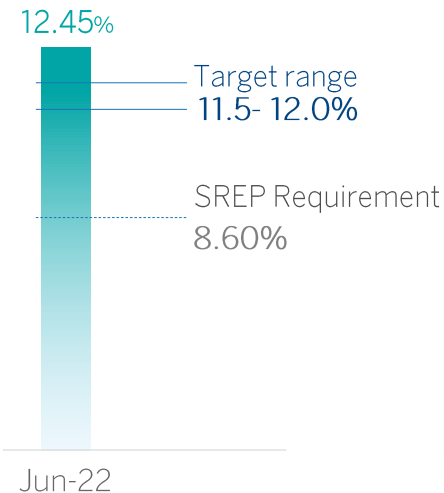 12.45%
Target range
11.5- 12.0%
SREP Requirement
8.60%
Jun-22